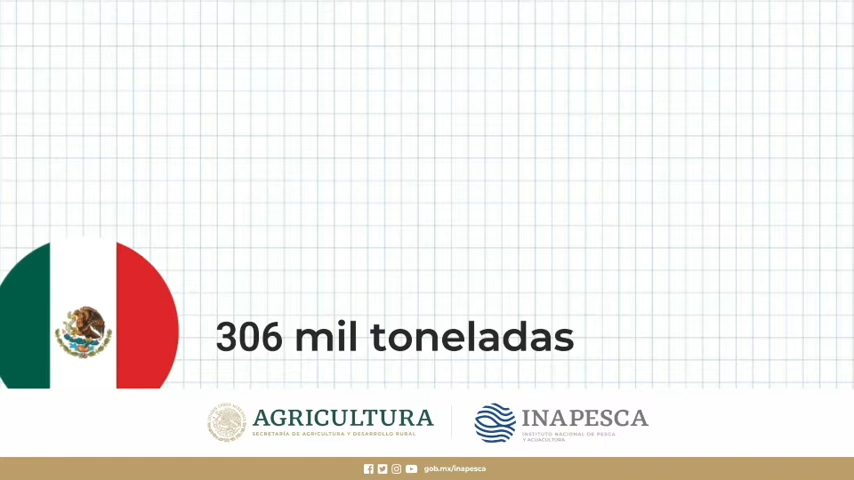 306 mil toneladas
AGRICULTURA
SECRETARÍA DE AGRICULTURA Y DESARROLLO RURAL
INAPESCA
INSTITUTO NACIONAL DE PESCA
Y ACUACULTURA
gob.mx/inapesca